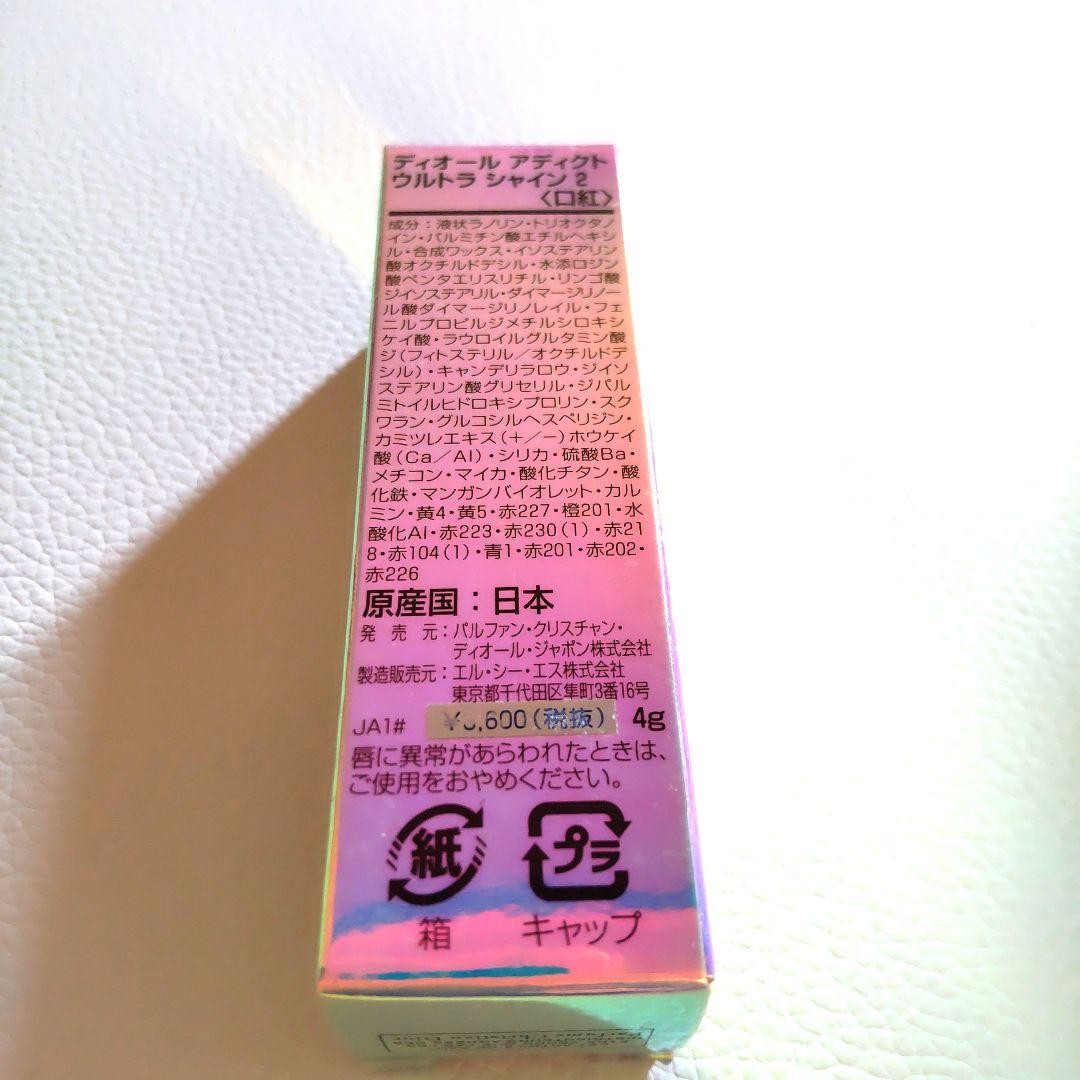 ディオール アディクト
ウルトラ シャイン 2
〈口紅〉
成分：液状ラノリン・トリオクタノ
イン・パルミチン酸エチルヘキシ
ル・合成ワックス・イソステアリン
酸オクチルドデシル・水添ロジン
酸ペンタエリスリチル・リンゴ酸
ジイソステアリル・ダイマージリノー
ル酸ダイマージリノレイル・フェ
ニルプロピルジメチルシロキシ
ケイ酸・ラウロイルグルタミン酸
ジ（フィトステリル／オクチルドデ
シル）・キャンデリラロウ・ジイソ
ステアリン酸グリセリル・ジパル
ミトイルヒドロキシプロリン・スク
ワラン・グルコシルヘスペリジン・
カミツレエキス（＋／－）ホウケイ
酸（Ca／Al）・シリカ・硫酸Ba・
メチコン・マイカ・酸化チタン・酸
化鉄・マンガンバイオレット・カル
ミン・黄4・黄5・赤227・橙201・水
酸化Al・赤223・赤230（1）・赤21
8・赤104（1）・青1・赤201・赤202・
赤226
原産国：日本
発売元：パルファン・クリスチャン・
ディオール・ジャポン株式会社
製造販売元：エル・シー・エス株式会社
東京都千代田区隼町3番16号
JA1# ,600（税抜） 4g
唇に異常があらわれたときは、
ご使用をおやめください。
紙 プラ
箱 キャップ
Parfums Christian Dior